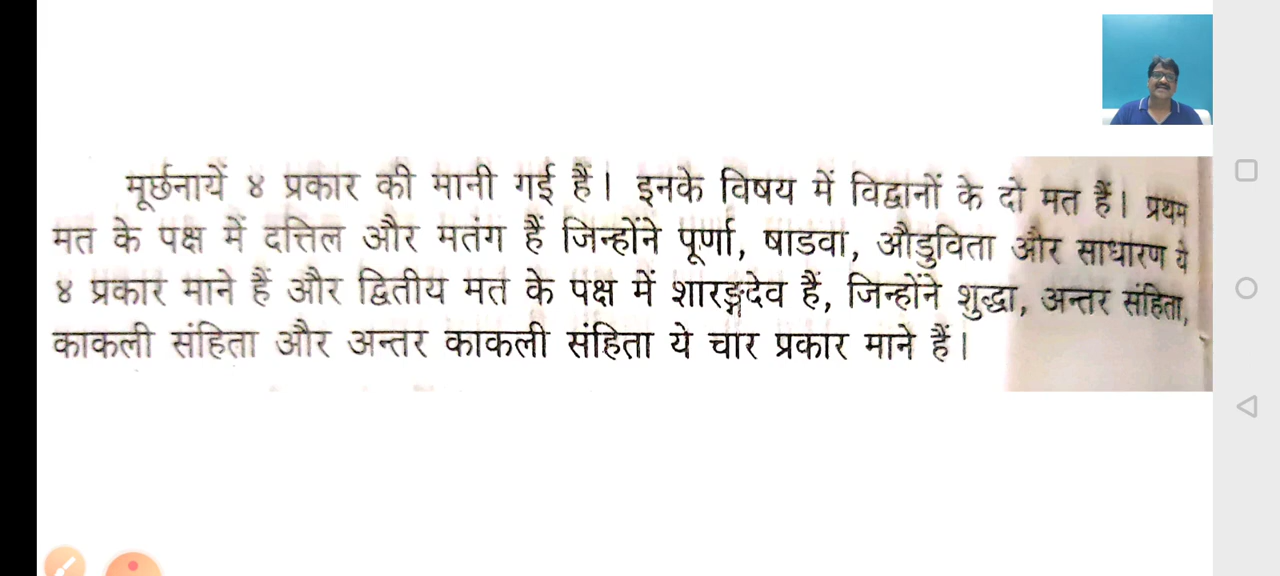 मूर्छनायें ४ प्रकार की मानी गई हैं। इनके विषय में विद्वानों के दो मत हैं। प्रथम
मत के पक्ष में दत्तिल और मतंग हैं जिन्होंने पूर्णा, षाडवा, औडुविता और साधारण ये
४ प्रकार माने हैं और द्वितीय मत के पक्ष में शारङ्गदेव हैं, जिन्होंने शुद्धा, अन्तर संहिता,
काकली संहिता और अन्तर काकली संहिता ये चार प्रकार माने हैं।